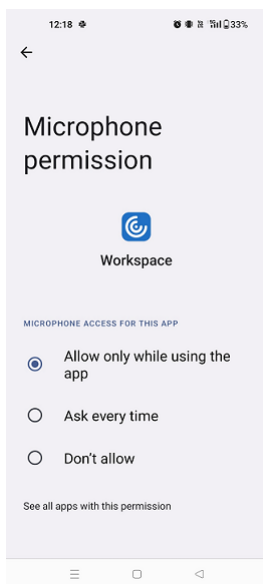 12:18
33%
Microphone
permission
Workspace
MICROPHONE ACCESS FOR THIS APP
Allow only while using the
app
Ask every time
Don't allow
See all apps with this permission